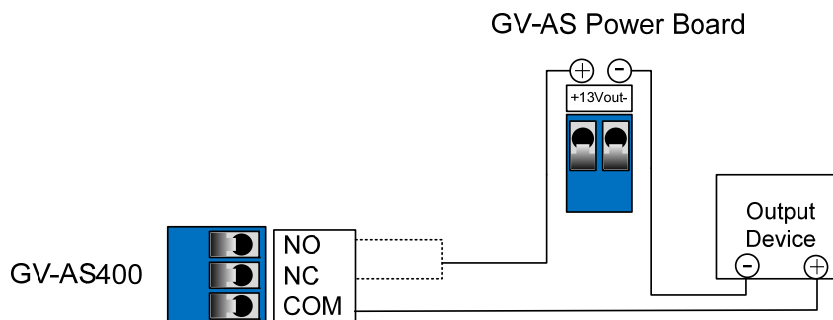 GV-AS Power Board
+ -
+13Vout-
Output
Device
- +
GV-AS400
NO
NC
COM